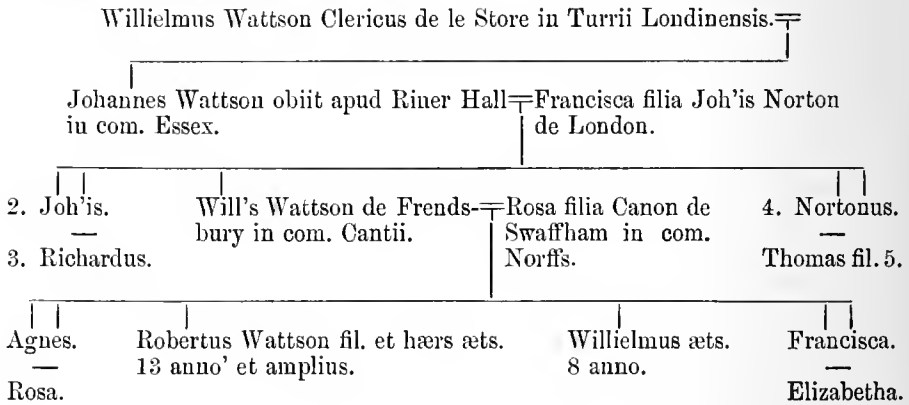 Willielmus Wattson Clericus de le Store in Turrii Londinensis.
Johannes Wattson obiit apud Riner Hall
in com. Essex.
Francisca filia Joh'is Norton
de London.
2. Joh'is.
3. Richardus.
Will's Wattson de Frends-
bury in com. Cantii.
Rosa filia Canon de
Swaffham in com.
Norffs.
4. Nortonus.
Thomas fil. 5.
Agnes.
Rosa.
Robertus Wattson fil. et hærs æts.
13 anno' et amplius.
Willielmus æts.
8 anno.
Francisca.
Elizabetha.